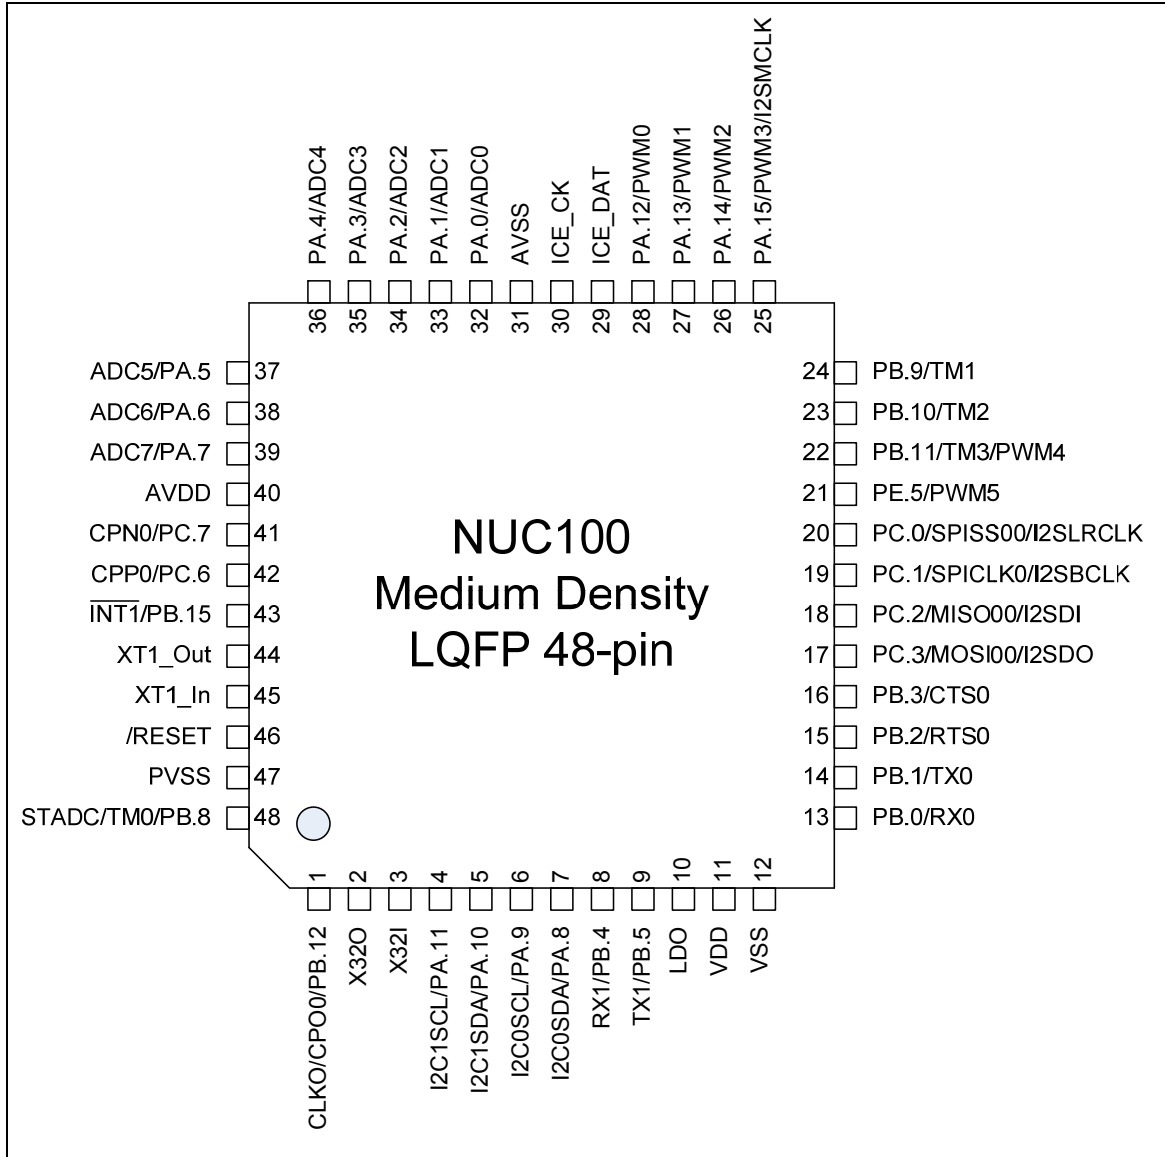 PA.4/ADC4
PA.3/ADC3
PA.2/ADC2
PA.1/ADC1
PA.0/ADC0
AVSS
ICE_CK
ICE_DAT
PA.12/PWM0
PA.13/PWM1
PA.14/PWM2
PA.15/PWM3/I2SMCLK
36
35
34
33
32
31
30
29
28
27
26
25
ADC5/PA.5 37
ADC6/PA.6 38
ADC7/PA.7 39
AVDD 40
CPN0/PC.7 41
CPP0/PC.6 42
INT1/PB.15 43
XT1_Out 44
XT1_In 45
/RESET 46
PVSS 47
STADC/TM0/PB.8 48
NUC100
Medium Density
LQFP 48-pin
24 PB.9/TM1
23 PB.10/TM2
22 PB.11/TM3/PWM4
21 PE.5/PWM5
20 PC.0/SPISS00/I2SLRCLK
19 PC.1/SPICLK0/I2SBCLK
18 PC.2/MISO00/I2SDI
17 PC.3/MOSI00/I2SDO
16 PB.3/CTS0
15 PB.2/RTS0
14 PB.1/TX0
13 PB.0/RX0
1
2
3
4
5
6
7
8
9
10
11
12
CLKO/CPO0/PB.12
X32O
X32I
I2C1SCL/PA.11
I2C1SDA/PA.10
I2C0SCL/PA.9
I2C0SDA/PA.8
RX1/PB.4
TX1/PB.5
LDO
VDD
VSS